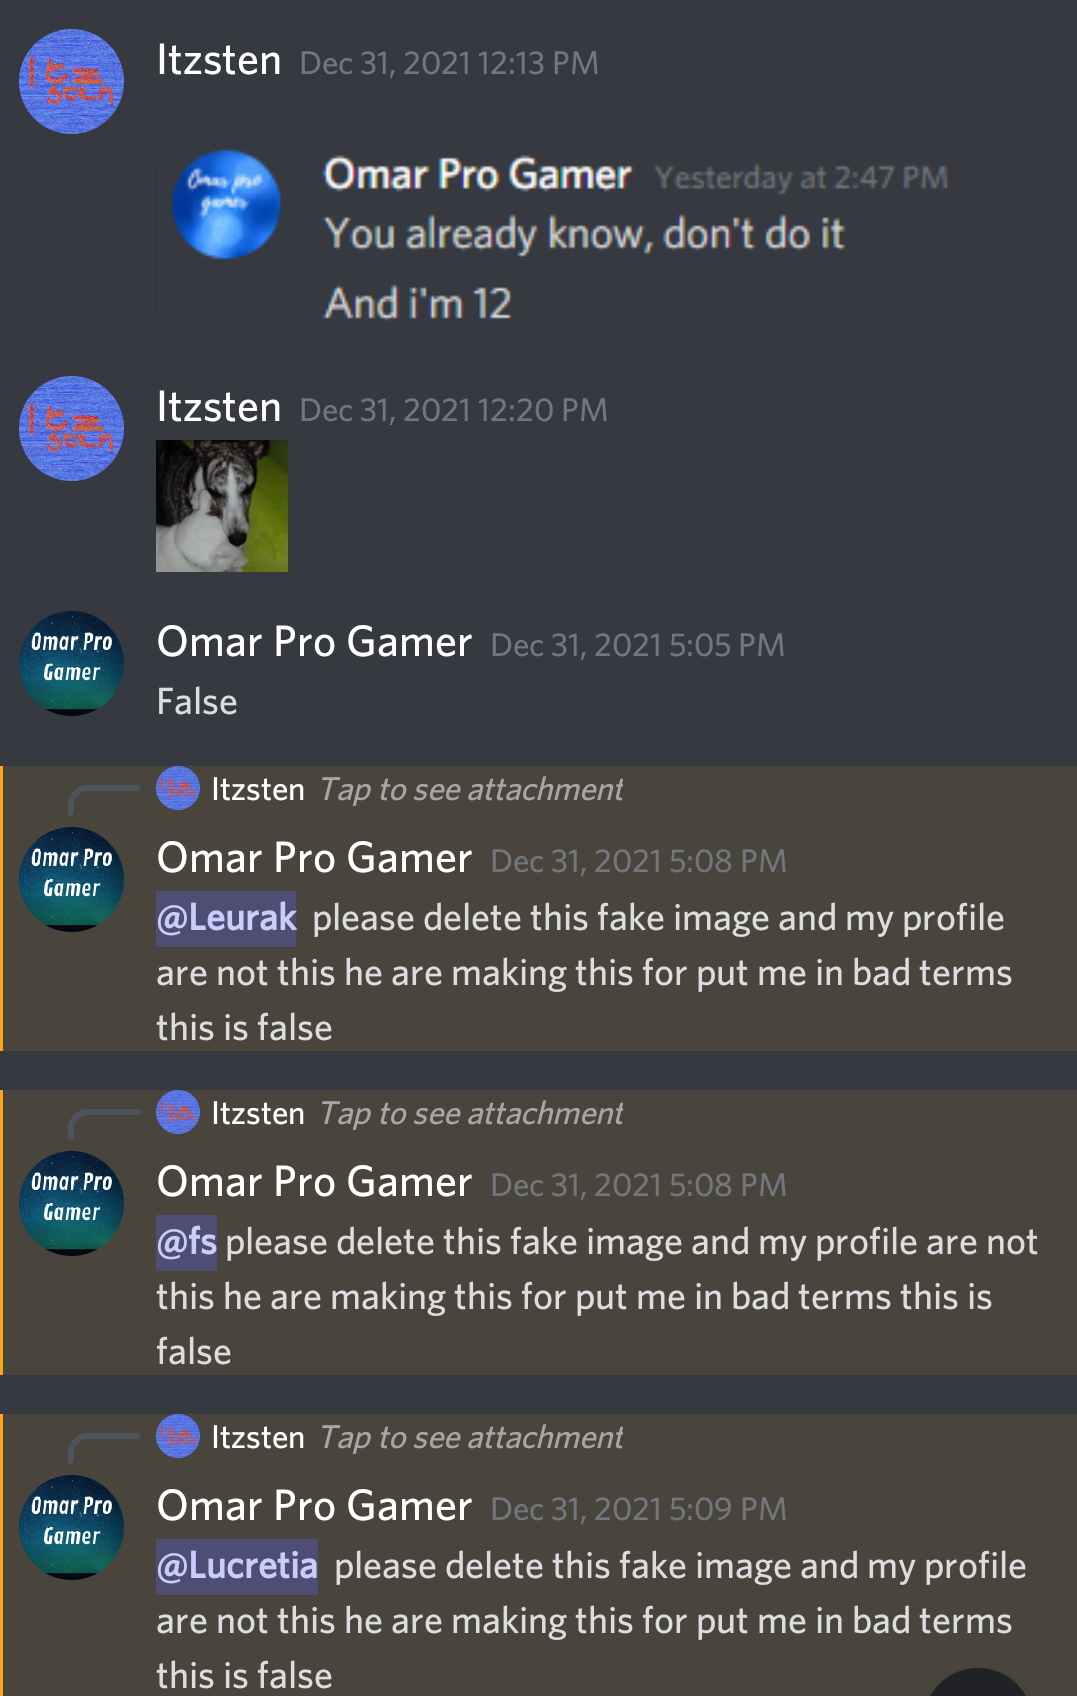 Itz
sten
Itzsten Dec 31, 2021 12:13 PM
Omar pro
gamer
Omar Pro Gamer Yesterday at 2:47 PM
You already know, don't do it
And i'm 12
Itz
sten
Itzsten Dec 31, 2021 12:20 PM
Omar Pro
Gamer
Omar Pro Gamer Dec 31, 2021 5:05 PM
False
Itzsten Tap to see attachment
Omar Pro
Gamer
Omar Pro Gamer Dec 31, 2021 5:08 PM
@Leurak please delete this fake image and my profile
are not this he are making this for put me in bad terms
this is false
Itzsten Tap to see attachment
Omar Pro
Gamer
Omar Pro Gamer Dec 31, 2021 5:08 PM
@fs please delete this fake image and my profile are not
this he are making this for put me in bad terms this is
false
Itzsten Tap to see attachment
Omar Pro
Gamer
Omar Pro Gamer Dec 31, 2021 5:09 PM
@Lucretia please delete this fake image and my profile
are not this he are making this for put me in bad terms
this is false